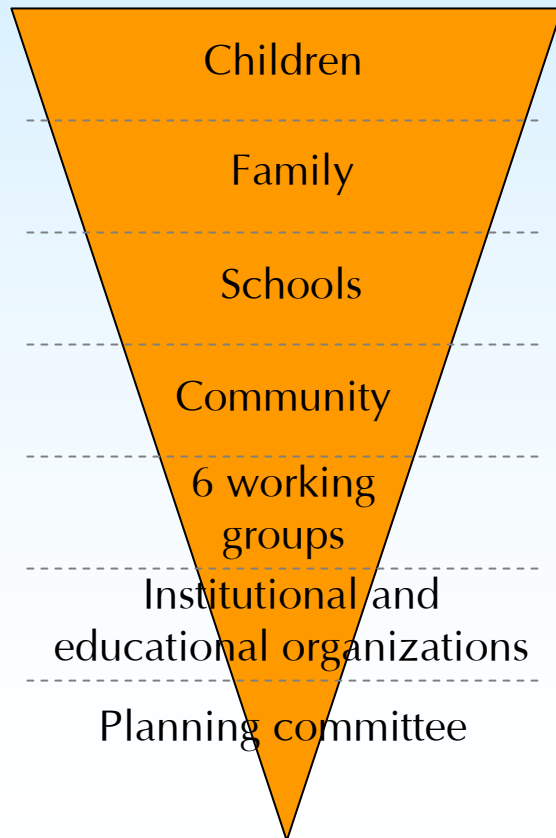 Children
Family
Schools
Community
6 working
groups
Institutional and
educational organizations
Planning committee